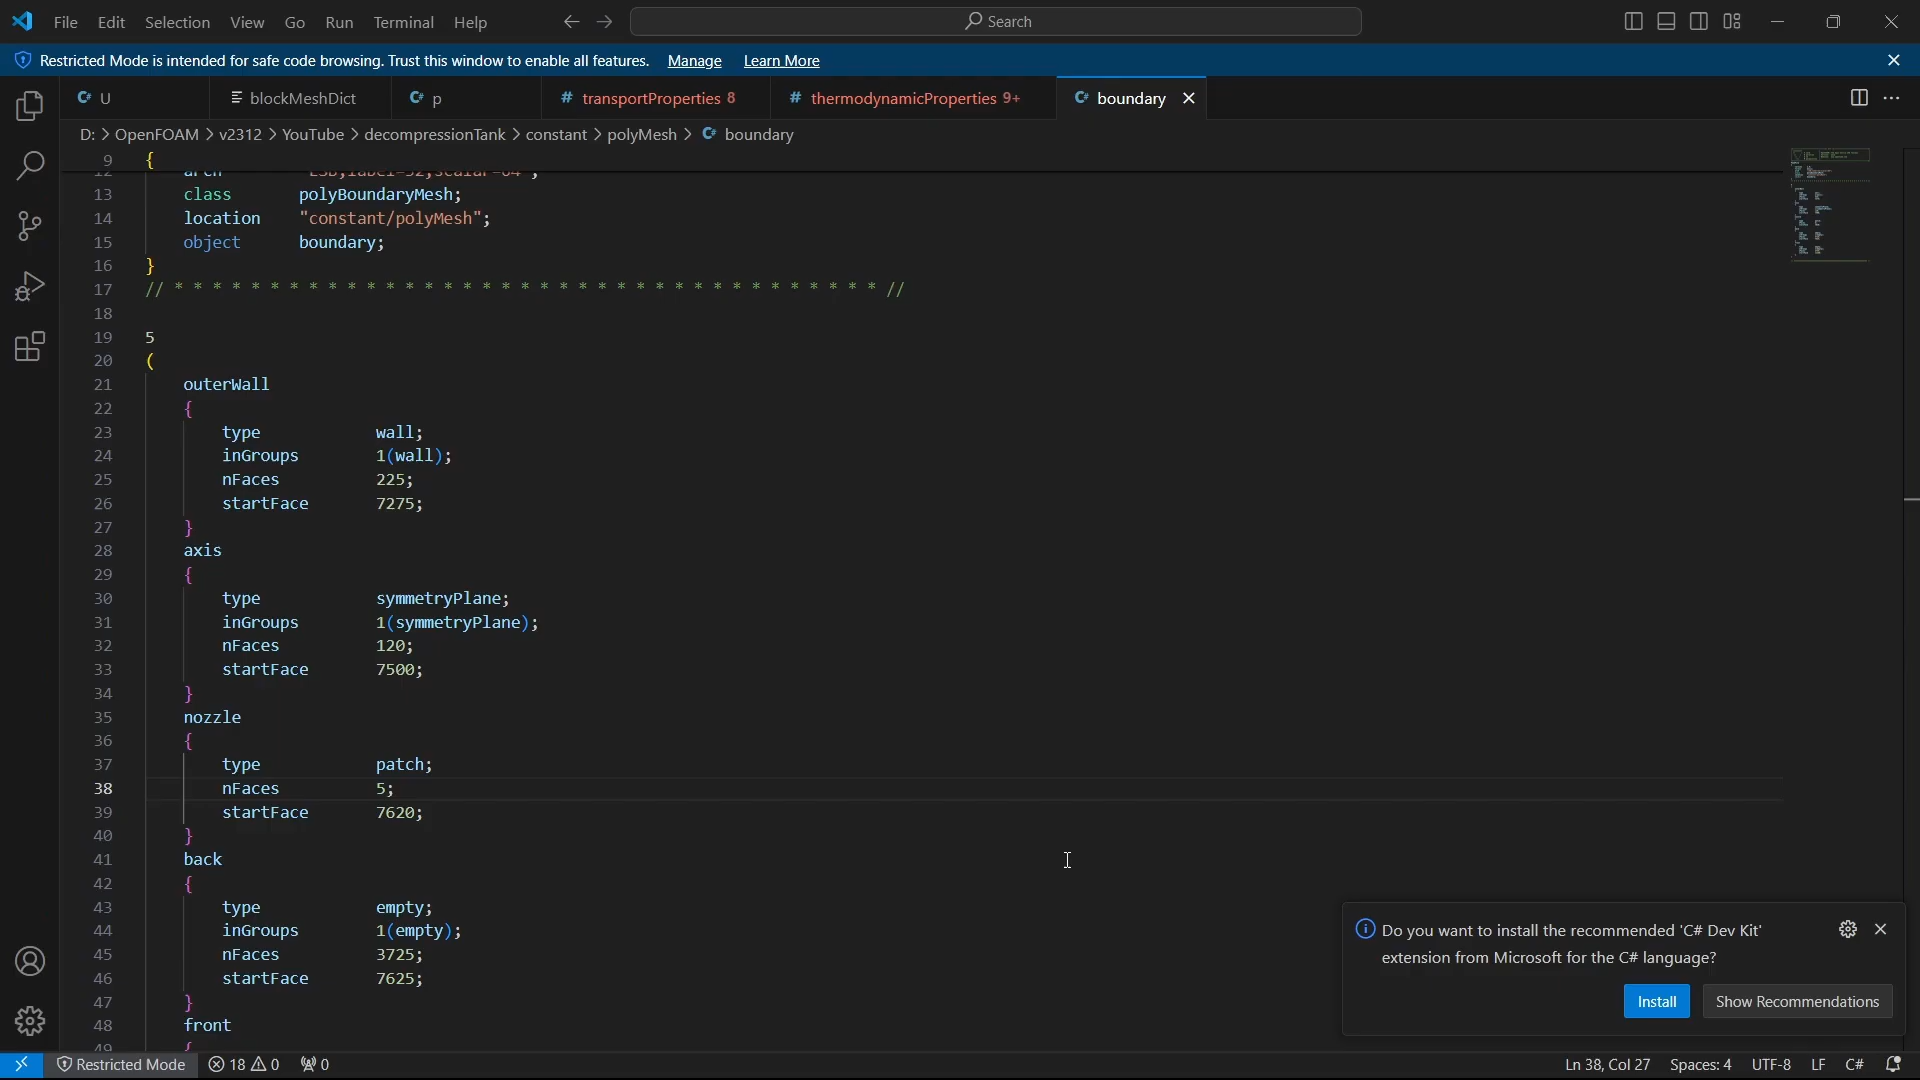 File Edit Selection View Go Run Terminal Help
Search
Restricted Mode is intended for safe code browsing. Trust this window to enable all features. Manage Learn More
U blockMeshDict p transportProperties 8 thermodynamicProperties 9+ boundary
D: > OpenFOAM > v2312 > YouTube > decompressionTank > constant > polyMesh > boundary
9 {
12 arch "LSB;label=32;scalar=64";
13 class polyBoundaryMesh;
14 location "constant/polyMesh";
15 object boundary;
16 }
17 // * * * * * * * * * * * * * * * * * * * * * * * * * * * * * * * * * * * * * //
18
19 5
20 (
21 outerWall
22 {
23 type wall;
24 inGroups 1(wall);
25 nFaces 225;
26 startFace 7275;
27 }
28 axis
29 {
30 type symmetryPlane;
31 inGroups 1(symmetryPlane);
32 nFaces 120;
33 startFace 7500;
34 }
35 nozzle
36 {
37 type patch;
38 nFaces 5;
39 startFace 7620;
40 }
41 back
42 {
43 type empty;
44 inGroups 1(empty);
45 nFaces 3725;
46 startFace 7625;
47 }
48 front
49 {
Do you want to install the recommended 'C# Dev Kit'
extension from Microsoft for the C# language?
Install Show Recommendations
Restricted Mode 18 0 0 Ln 38, Col 27 Spaces: 4 UTF-8 LF C#